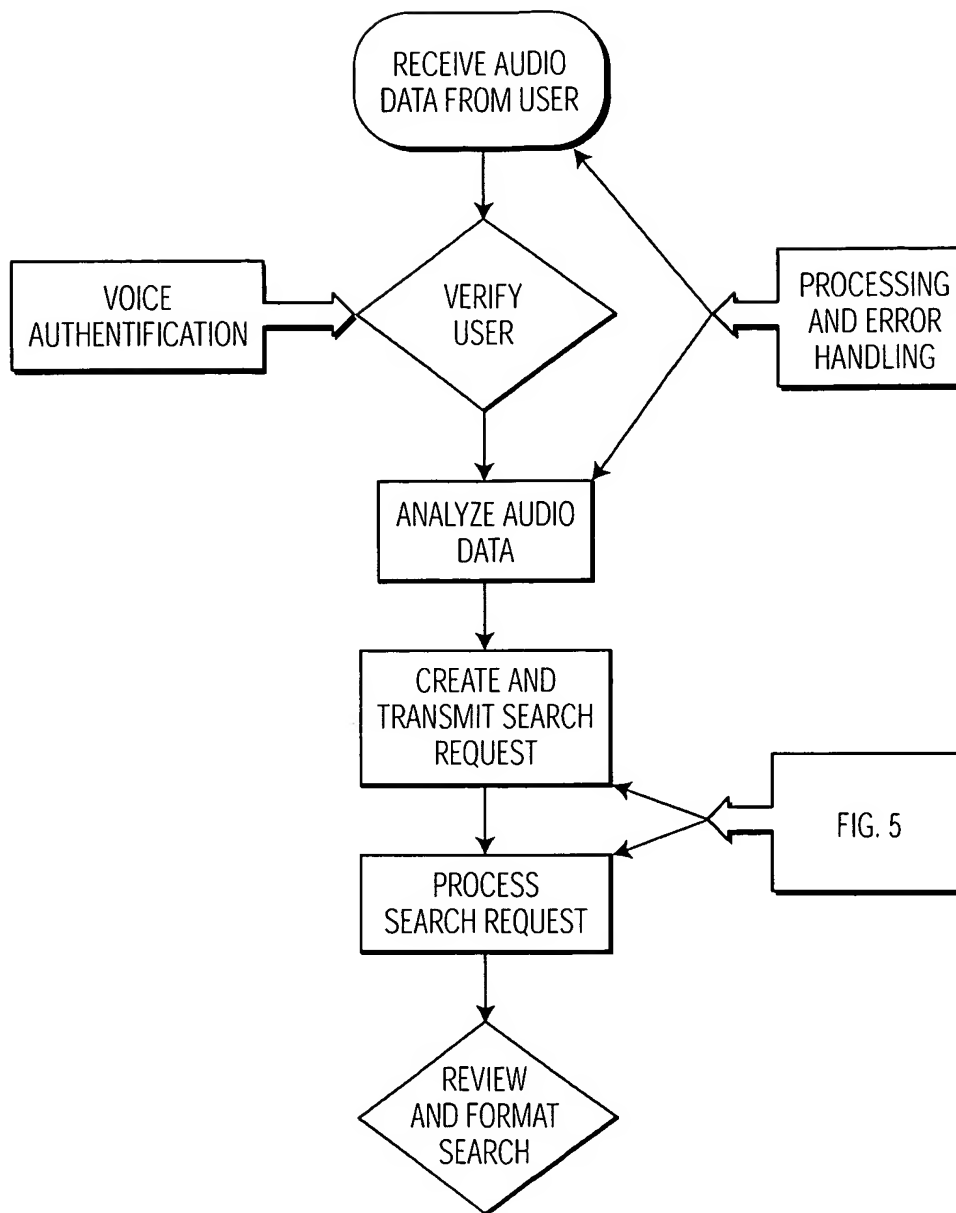 RECEIVE AUDIO
DATA FROM USER
VOICE
AUTHENTIFICATION
VERIFY
USER
PROCESSING
AND ERROR
HANDLING
ANALYZE AUDIO
DATA
CREATE AND
TRANSMIT SEARCH
REQUEST
FIG. 5
PROCESS
SEARCH REQUEST
REVIEW
AND FORMAT
SEARCH